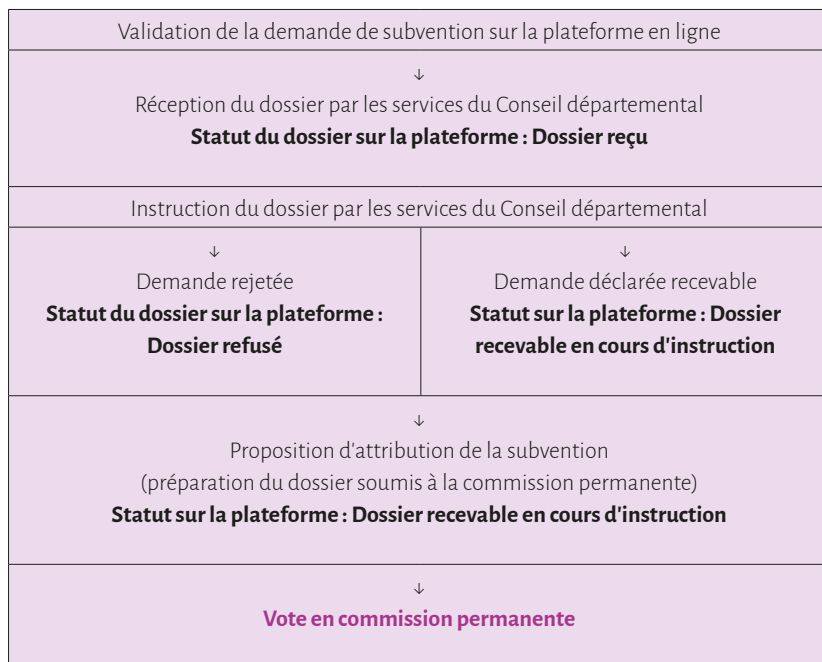 Validation de la demande de subvention sur la plateforme en ligne
↓
Réception du dossier par les services du Conseil départemental
Statut du dossier sur la plateforme : Dossier reçu
Instruction du dossier par les services du Conseil départemental
↓
Demande rejetée
Statut du dossier sur la plateforme :
Dossier refusé
↓
Demande déclarée recevable
Statut sur la plateforme : Dossier
recevable en cours d'instruction
↓
Proposition d'attribution de la subvention
(préparation du dossier soumis à la commission permanente)
Statut sur la plateforme : Dossier recevable en cours d'instruction
↓
Vote en commission permanente